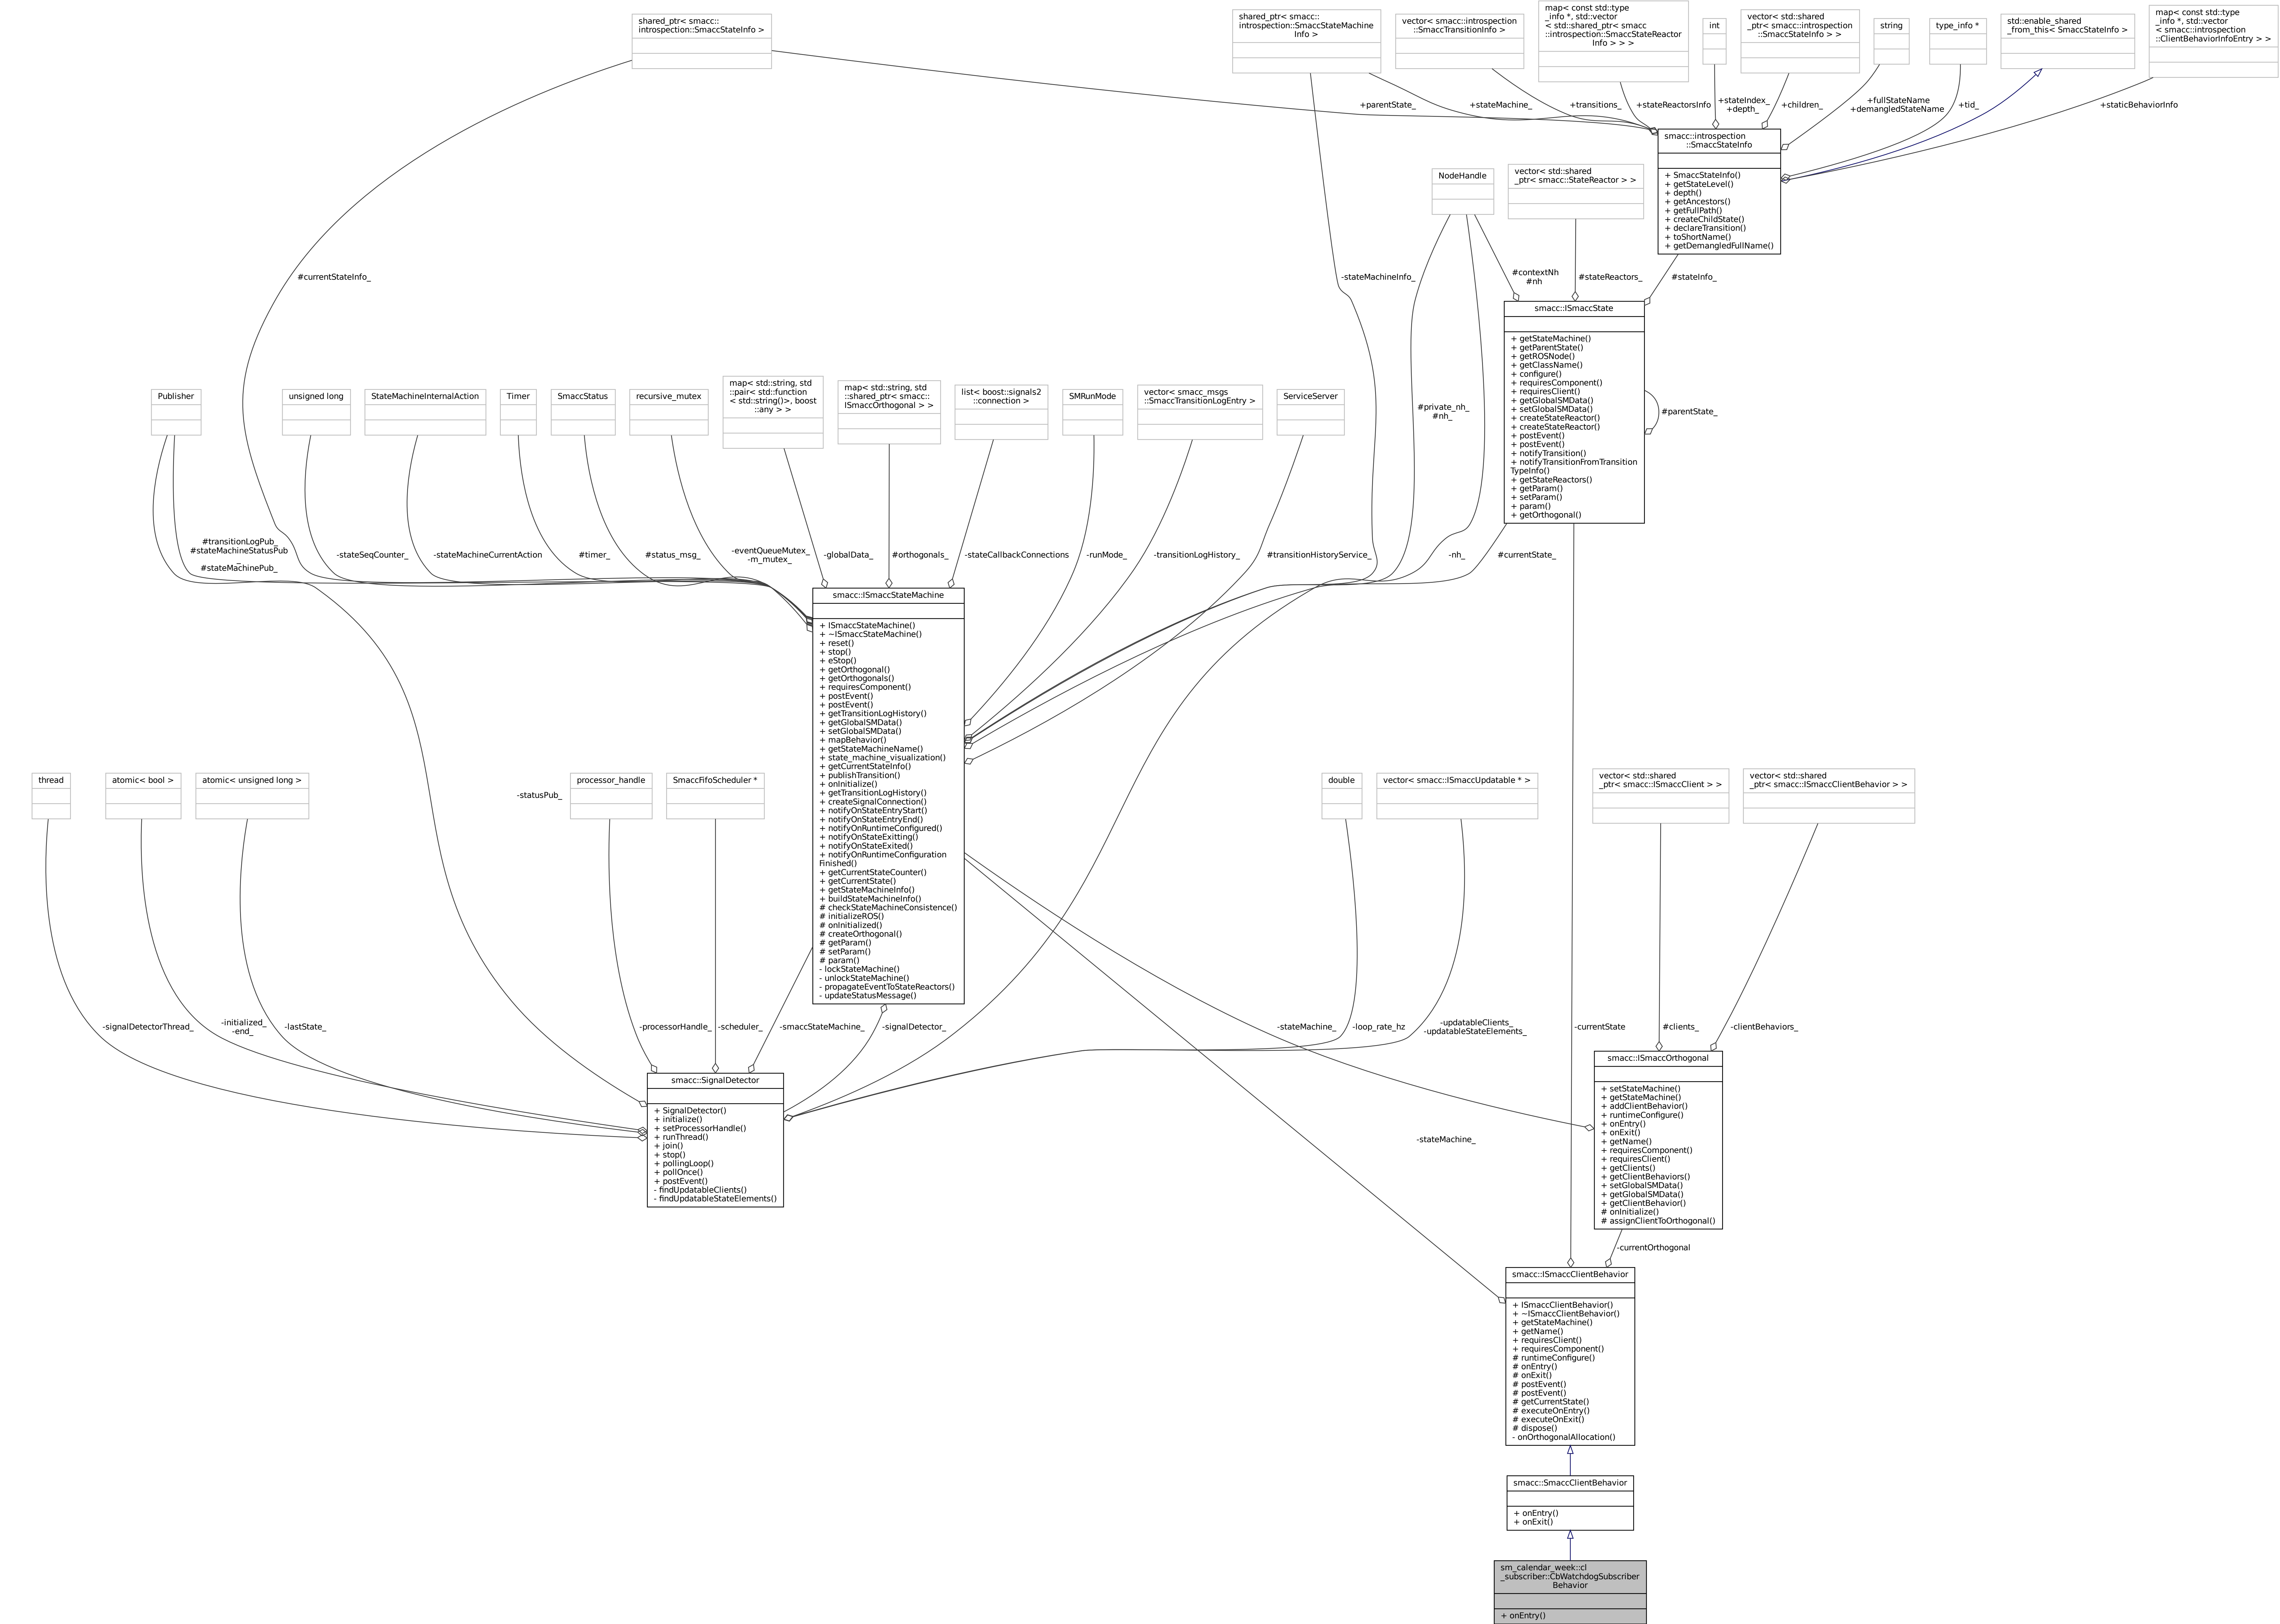 shared_ptr< smacc::
introspection::SmaccStateInfo >
shared_ptr< smacc::
introspection::SmaccStateMachine
Info >
vector< smacc::introspection
::SmaccTransitionInfo >
map< const std::type
_info *, std::vector
< std::shared_ptr< smacc
::introspection::SmaccStateReactor
Info > > >
int
vector< std::shared
_ptr< smacc::introspection
::SmaccStateInfo > >
string
type_info *
std::enable_shared
_from_this< SmaccStateInfo >
map< const std::type
_info *, std::vector
< smacc::introspection
::ClientBehaviorInfoEntry > >
+parentState_
+stateMachine_
+transitions_
+stateReactorsInfo
+stateIndex_
+depth_
+children_
+fullStateName
+demangledStateName
+tid_
+staticBehaviorInfo
smacc::introspection
::SmaccStateInfo
+ SmaccStateInfo()
+ getStateLevel()
+ depth()
+ getAncestors()
+ getFullPath()
+ createChildState()
+ declareTransition()
+ toShortName()
+ getDemangledFullName()
NodeHandle
vector< std::shared
_ptr< smacc::StateReactor > >
#currentStateInfo_
-stateMachineInfo_
#contextNh
#nh
#stateReactors_
#stateInfo_
smacc::ISmaccState
+ getStateMachine()
+ getParentState()
+ getROSNode()
+ getClassName()
+ configure()
+ requiresComponent()
+ requiresClient()
+ getGlobalSMData()
+ setGlobalSMData()
+ createStateReactor()
+ createStateReactor()
+ postEvent()
+ postEvent()
+ notifyTransition()
+ notifyTransitionFromTransition
TypeInfo()
+ getStateReactors()
+ getParam()
+ setParam()
+ param()
+ getOrthogonal()
#parentState_
Publisher
unsigned long
StateMachineInternalAction
Timer
SmaccStatus
recursive_mutex
map< std::string, std
::pair< std::function
< std::string()>, boost
::any > >
map< std::string, std
::shared_ptr< smacc::
ISmaccOrthogonal > >
list< boost::signals2
::connection >
SMRunMode
vector< smacc_msgs
::SmaccTransitionLogEntry >
ServiceServer
#private_nh_
#nh_
#transitionLogPub_
#stateMachineStatusPub
_
#stateMachinePub_
-stateSeqCounter_
-stateMachineCurrentAction
#timer_
#status_msg_
-eventQueueMutex_
-m_mutex_
-globalData_
#orthogonals_
-stateCallbackConnections
-runMode_
-transitionLogHistory_
#transitionHistoryService_
-nh_
#currentState_
smacc::ISmaccStateMachine
+ ISmaccStateMachine()
+ ~ISmaccStateMachine()
+ reset()
+ stop()
+ eStop()
+ getOrthogonal()
+ getOrthogonals()
+ requiresComponent()
+ postEvent()
+ postEvent()
+ getTransitionLogHistory()
+ getGlobalSMData()
+ setGlobalSMData()
+ mapBehavior()
+ getStateMachineName()
+ state_machine_visualization()
+ getCurrentStateInfo()
+ publishTransition()
+ onInitialize()
+ getTransitionLogHistory()
+ createSignalConnection()
+ notifyOnStateEntryStart()
+ notifyOnStateEntryEnd()
+ notifyOnRuntimeConfigured()
+ notifyOnStateExitting()
+ notifyOnStateExited()
+ notifyOnRuntimeConfiguration
Finished()
+ getCurrentStateCounter()
+ getCurrentState()
+ getStateMachineInfo()
+ buildStateMachineInfo()
# checkStateMachineConsistence()
# initializeROS()
# onInitialized()
# createOrthogonal()
# getParam()
# setParam()
# param()
- lockStateMachine()
- unlockStateMachine()
- propagateEventToStateReactors()
- updateStatusMessage()
thread
atomic< bool >
atomic< unsigned long >
-statusPub_
processor_handle
SmaccFifoScheduler *
double
vector< smacc::ISmaccUpdatable * >
vector< std::shared
_ptr< smacc::ISmaccClient > >
vector< std::shared
_ptr< smacc::ISmaccClientBehavior > >
-signalDetectorThread_
-initialized_
-end_
-lastState_
-processorHandle_
-scheduler_
-smaccStateMachine_
-signalDetector_
-stateMachine_
-loop_rate_hz
-updatableClients_
-updatableStateElements_
-currentState
#clients_
-clientBehaviors_
smacc::SignalDetector
+ SignalDetector()
+ initialize()
+ setProcessorHandle()
+ runThread()
+ join()
+ stop()
+ pollingLoop()
+ pollOnce()
+ postEvent()
- findUpdatableClients()
- findUpdatableStateElements()
smacc::ISmaccOrthogonal
+ setStateMachine()
+ getStateMachine()
+ addClientBehavior()
+ runtimeConfigure()
+ onEntry()
+ onExit()
+ getName()
+ requiresComponent()
+ requiresClient()
+ getClients()
+ getClientBehaviors()
+ setGlobalSMData()
+ getGlobalSMData()
+ getClientBehavior()
# onInitialize()
# assignClientToOrthogonal()
-stateMachine_
-currentOrthogonal
smacc::ISmaccClientBehavior
+ ISmaccClientBehavior()
+ ~ISmaccClientBehavior()
+ getStateMachine()
+ getName()
+ requiresClient()
+ requiresComponent()
# runtimeConfigure()
# onEntry()
# onExit()
# postEvent()
# postEvent()
# getCurrentState()
# executeOnEntry()
# executeOnExit()
# dispose()
- onOrthogonalAllocation()
smacc::SmaccClientBehavior
+ onEntry()
+ onExit()
sm_calendar_week::cl
_subscriber::CbWatchdogSubscriber
Behavior
+ onEntry()